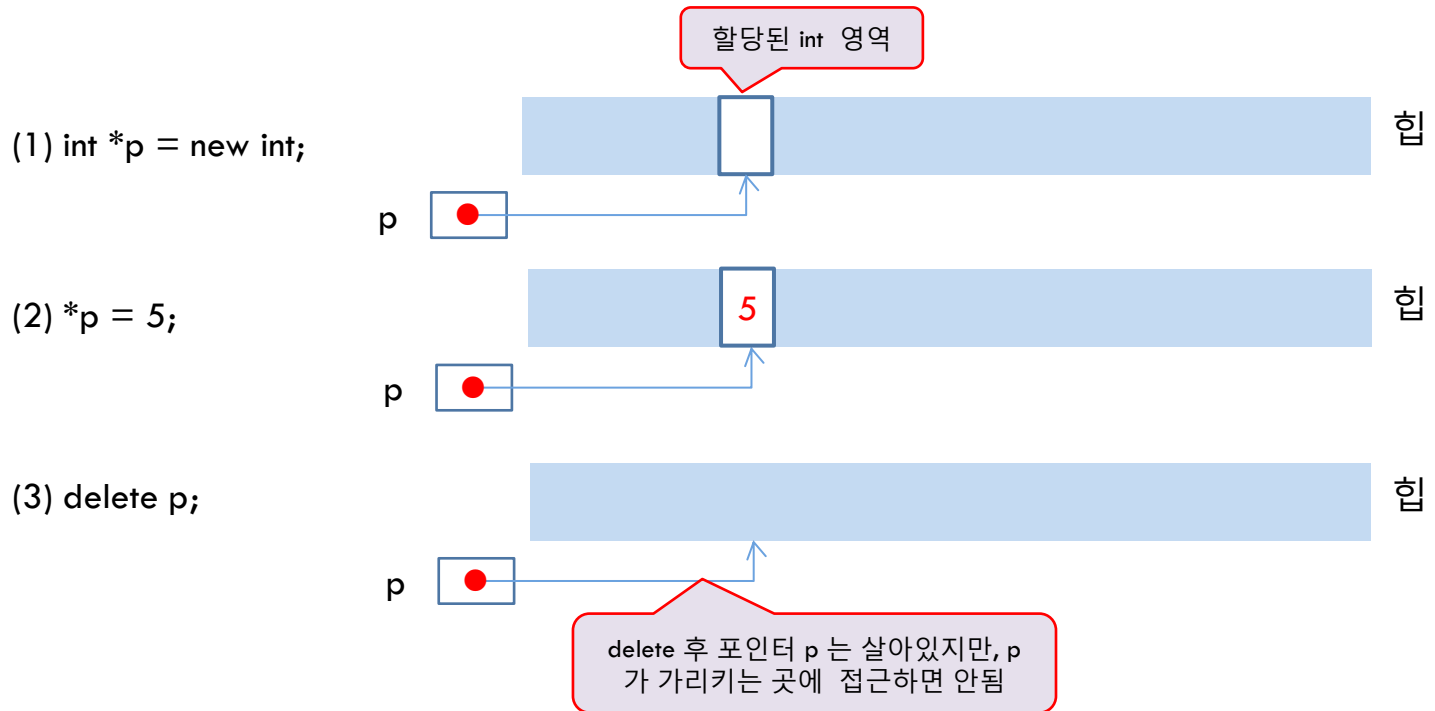 할당된 int 영역
(1) int *p = new int;
힙
p
(2) *p = 5;
5
힙
p
(3) delete p;
힙
p
delete 후 포인터 p 는 살아있지만, p
가 가리키는 곳에 접근하면 안됨